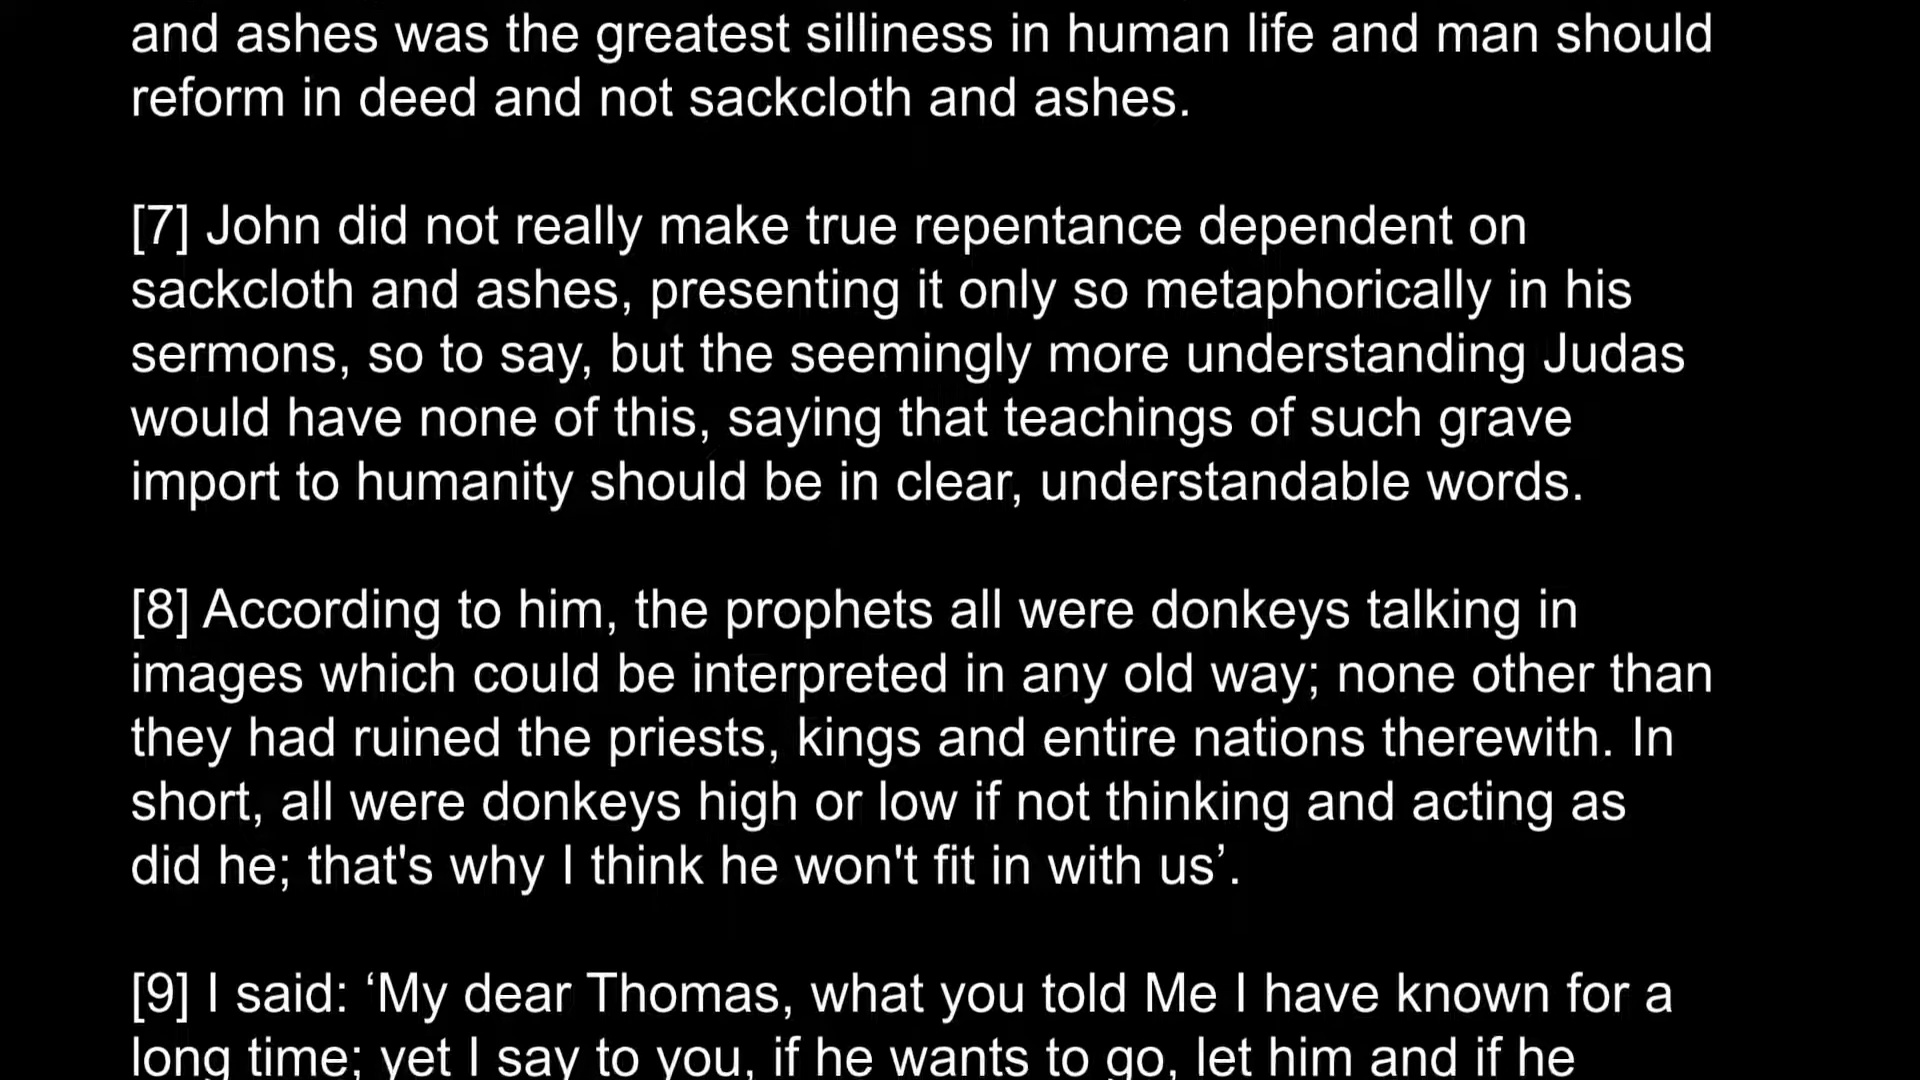 and ashes was the greatest silliness in human life and man should
reform in deed and not sackcloth and ashes.
[7] John did not really make true repentance dependent on
sackcloth and ashes, presenting it only so metaphorically in his
sermons, so to say, but the seemingly more understanding Judas
would have none of this, saying that teachings of such grave
import to humanity should be in clear, understandable words.
[8] According to him, the prophets all were donkeys talking in
images which could be interpreted in any old way; none other than
they had ruined the priests, kings and entire nations therewith. In
short, all were donkeys high or low if not thinking and acting as
did he; that's why I think he won't fit in with us’.
[9] I said: ‘My dear Thomas, what you told Me I have known for a
long time; yet I say to you, if he wants to go, let him and if he